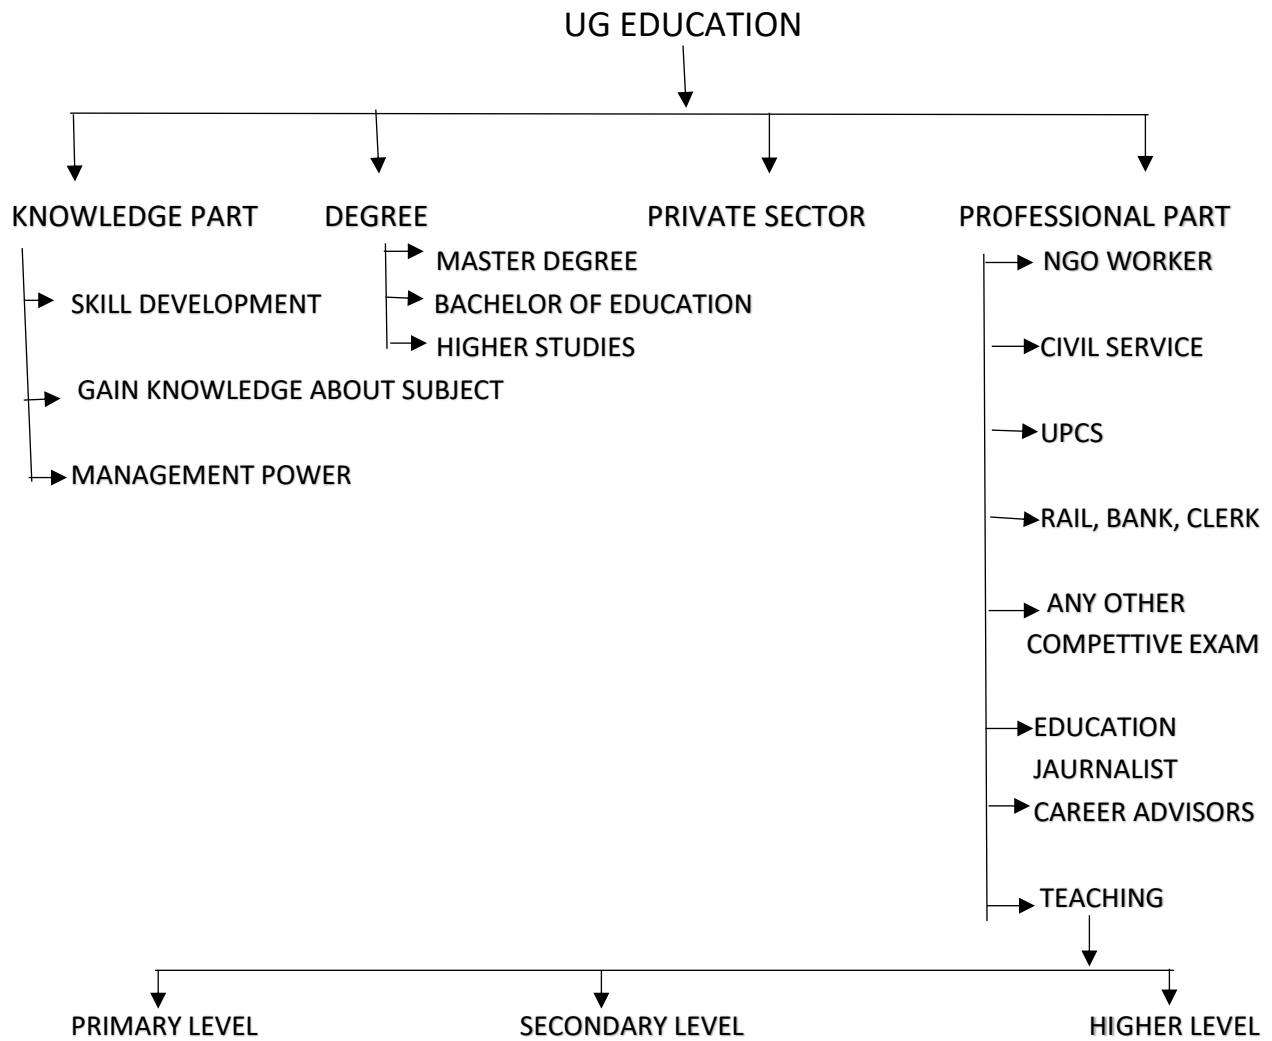 UG EDUCATION
KNOWLEDGE PART DEGREE PRIVATE SECTOR PROFESSIONAL PART
SKILL DEVELOPMENT
GAIN KNOWLEDGE ABOUT SUBJECT
MANAGEMENT POWER
MASTER DEGREE
BACHELOR OF EDUCATION
HIGHER STUDIES
NGO WORKER
CIVIL SERVICE
UPCS
RAIL, BANK, CLERK
ANY OTHER
COMPETTIVE EXAM
EDUCATION
JAURNALIST
CAREER ADVISORS
TEACHING
PRIMARY LEVEL SECONDARY LEVEL HIGHER LEVEL